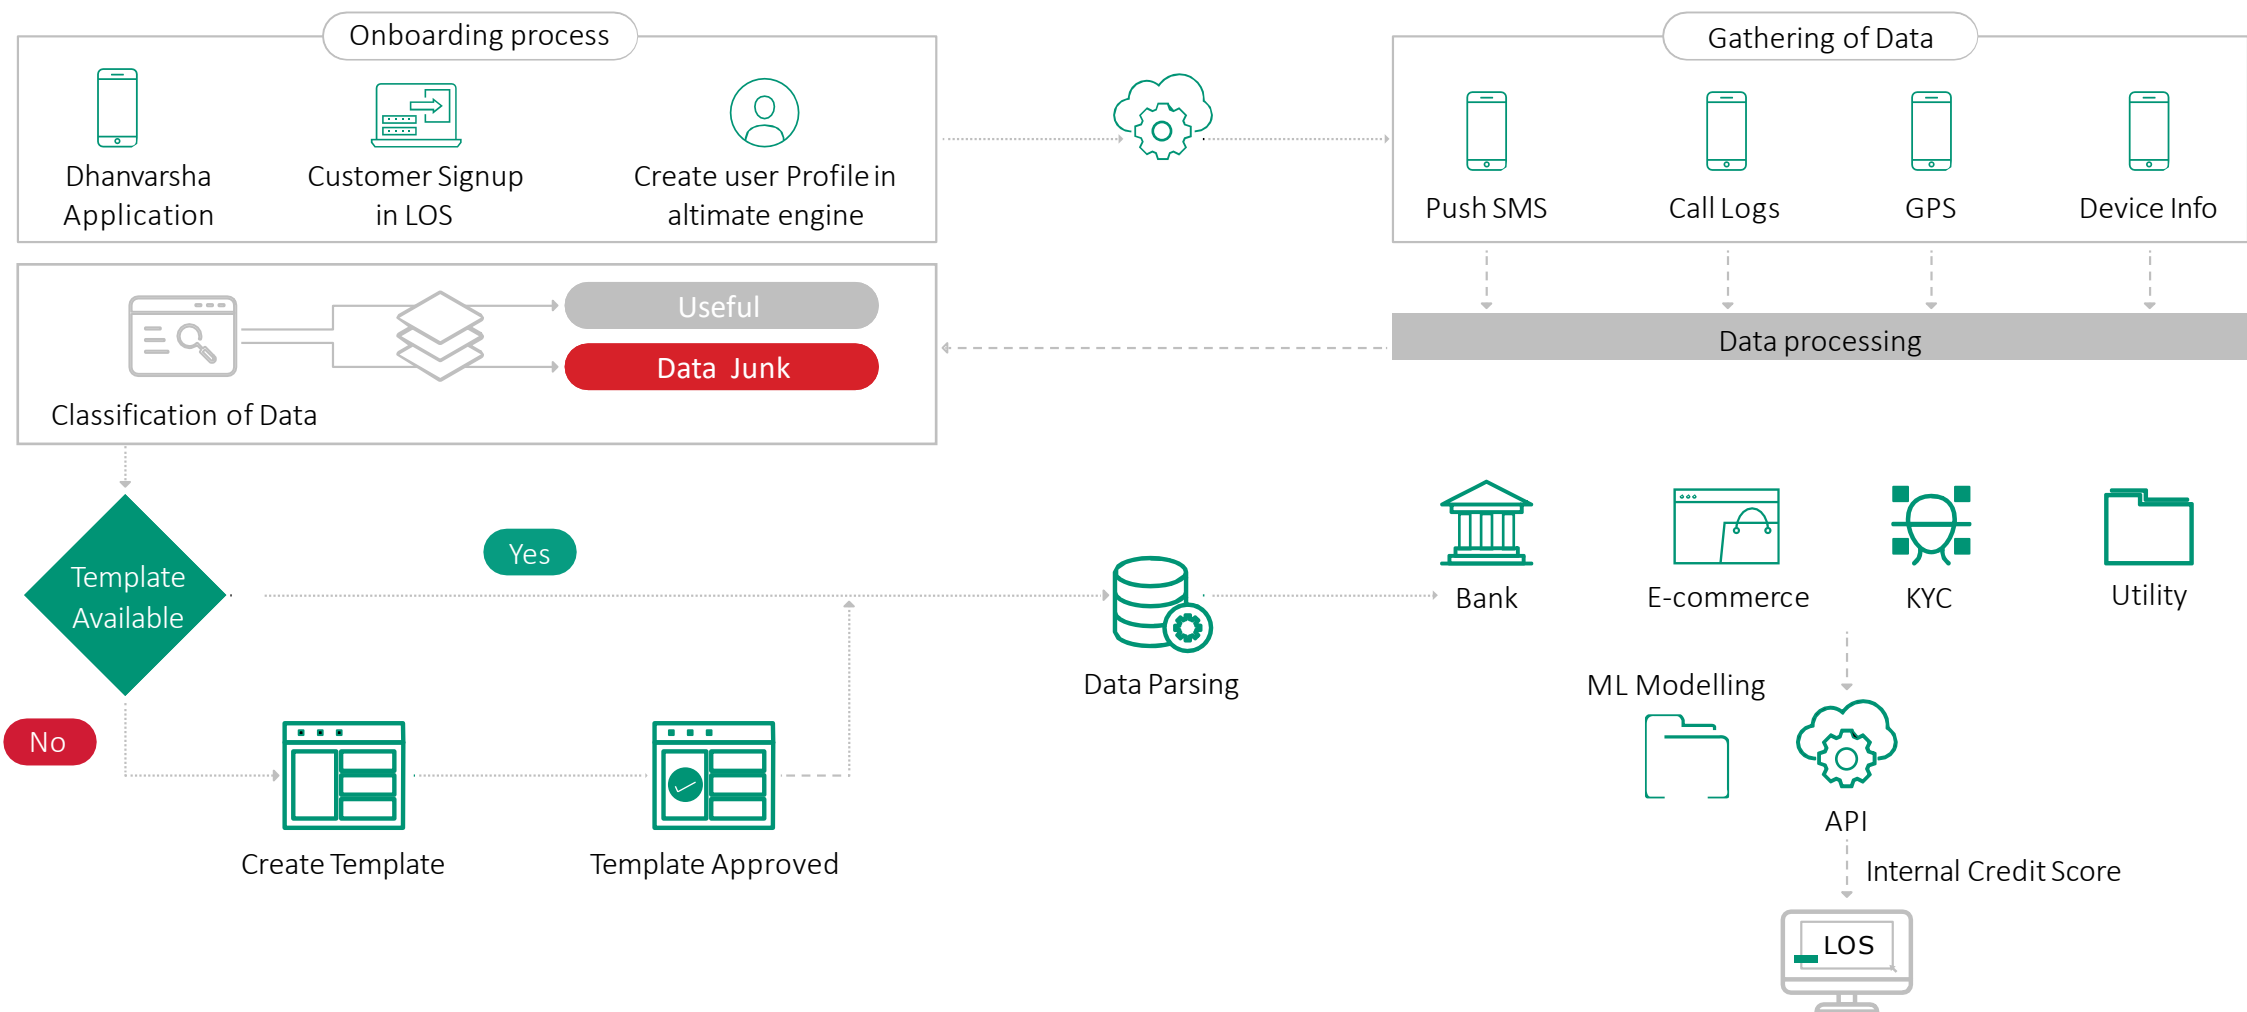 Onboarding process
Dhanvarsha
Application
Customer Signup
in LOS
Create user Profile in
altimate engine
Gathering of Data
Push SMS
Call Logs
GPS
Device Info
Useful
Data Junk
Classification of Data
Data processing
Template
Available
Yes
No
Create Template
Template Approved
Data Parsing
Bank
E-commerce
KYC
Utility
ML Modelling
API
Internal Credit Score
LOS